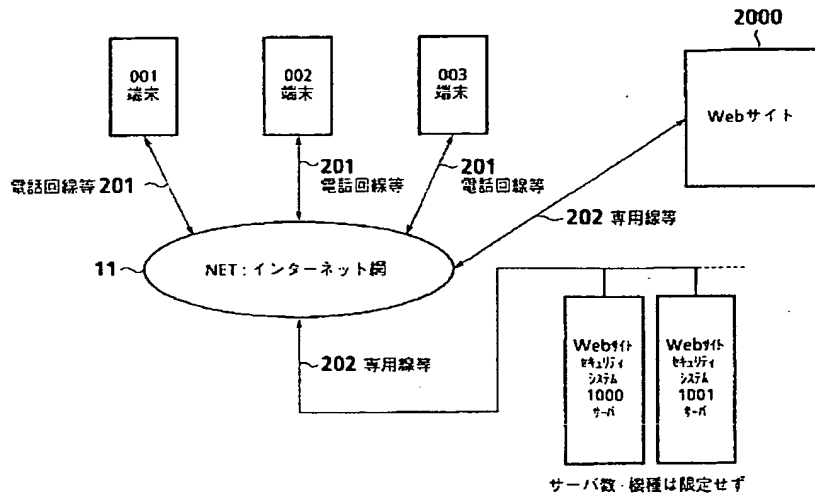 2000
001
端末
002
端末
003
端末
Webサイト
電話回線等 201
201
電話回線等
201
電話回線等
202 専用線等
11
NET:インターネット網
202 専用線等
Webサイト
セキュリティ
システム
1000
サーバ
Webサイト
セキュリティ
システム
1001
サーバ
サーバ数・機種は限定せず